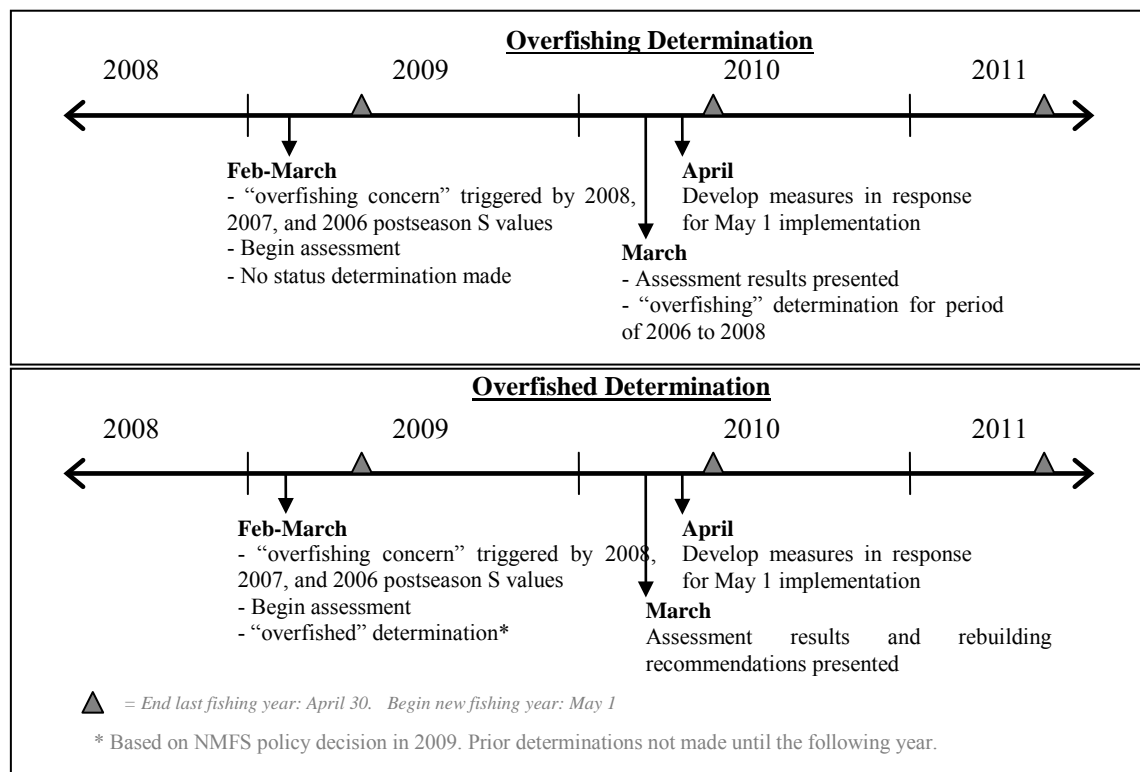 Overfishing Determination
2008 2009 2010 2011
Feb-March
- “overfishing concern” triggered by 2008,
2007, and 2006 postseason S values
- Begin assessment
- No status determination made
April
Develop measures in response
for May 1 implementation
March
- Assessment results presented
- “overfishing” determination for period
of 2006 to 2008
Overfished Determination
2008 2009 2010 2011
Feb-March
- “overfishing concern” triggered by 2008,
2007, and 2006 postseason S values
- Begin assessment
- “overfished” determination*
April
Develop measures in response
for May 1 implementation
March
Assessment results and rebuilding
recommendations presented
= End last fishing year: April 30. Begin new fishing year: May 1
* Based on NMFS policy decision in 2009. Prior determinations not made until the following year.